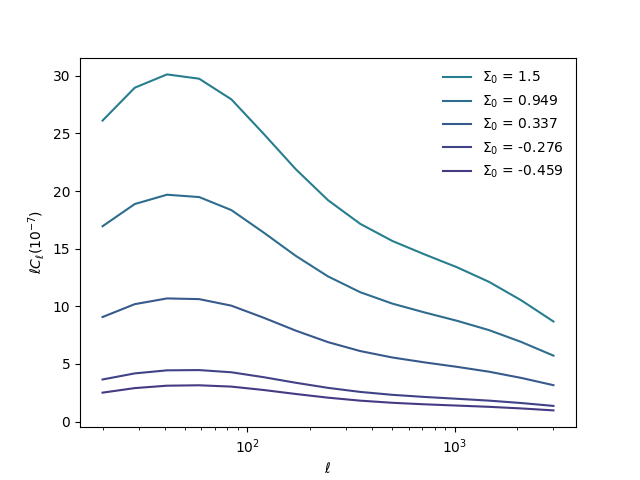 30
25
20
15
10
5
0
ℓCℓ(10⁻⁷)
10²
10³
ℓ
Σ₀ = 1.5
Σ₀ = 0.949
Σ₀ = 0.337
Σ₀ = -0.276
Σ₀ = -0.459